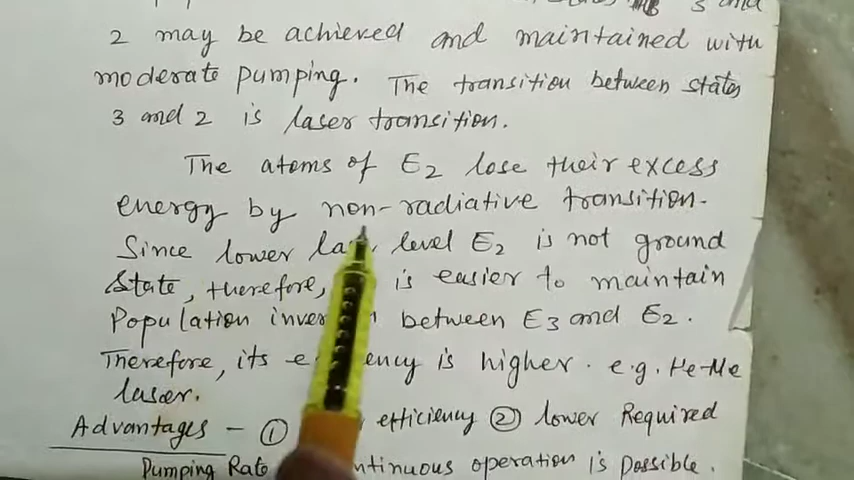 3 and
2 may be achieved and maintained with
moderate pumping. The transition between states
3 and 2 is laser transition.
The atoms of E2 lose their excess
energy by non-radiative transition.
Since lower level E2 is not ground
State, therefore, is easier to maintain
Population between E3 and E2.
Therefore, its is higher. e.g. He-Ne
laser.
Advantages - ① efficiency ② lower Required
Pumping Rate operation is Possible.